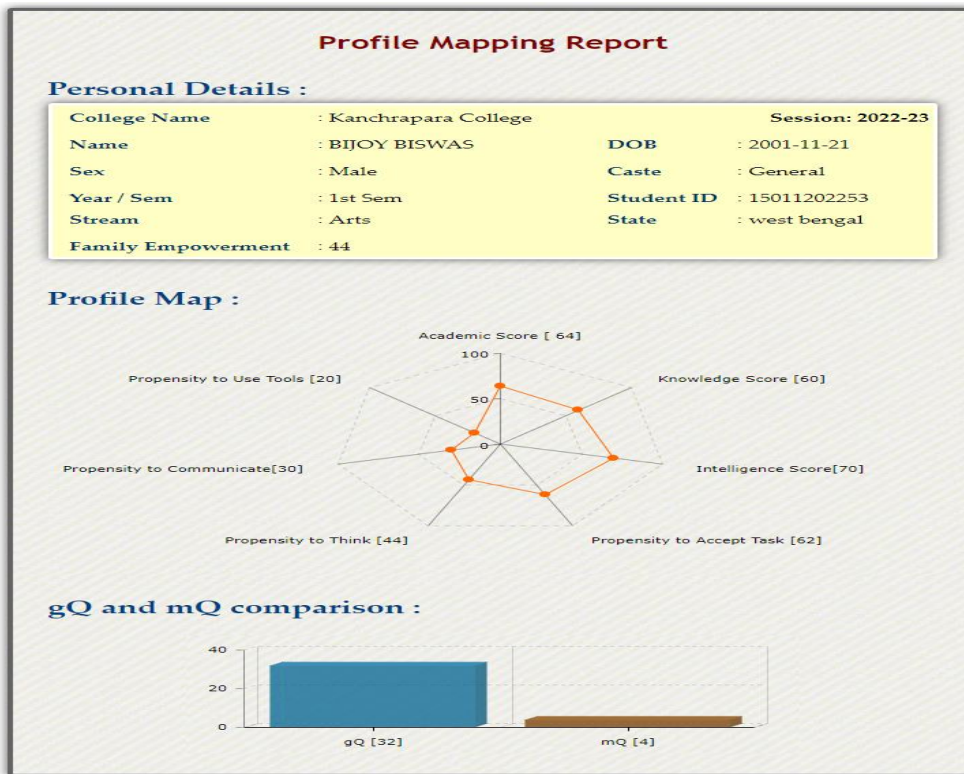 Profile Mapping Report
Personal Details :
College Name : Kanchrapara College Session: 2022-23
Name : BIJOY BISWAS DOB : 2001-11-21
Sex : Male Caste : General
Year / Sem : 1st Sem Student ID : 15011202253
Stream : Arts State : west bengal
Family Empowerment : 44
Profile Map :
Academic Score [ 64]
100
Propensity to Use Tools [20] Knowledge Score [60]
50
0
Propensity to Communicate[30] Intelligence Score[70]
Propensity to Think [44] Propensity to Accept Task [62]
gQ and mQ comparison :
40
20
0
gQ [32] mQ [4]